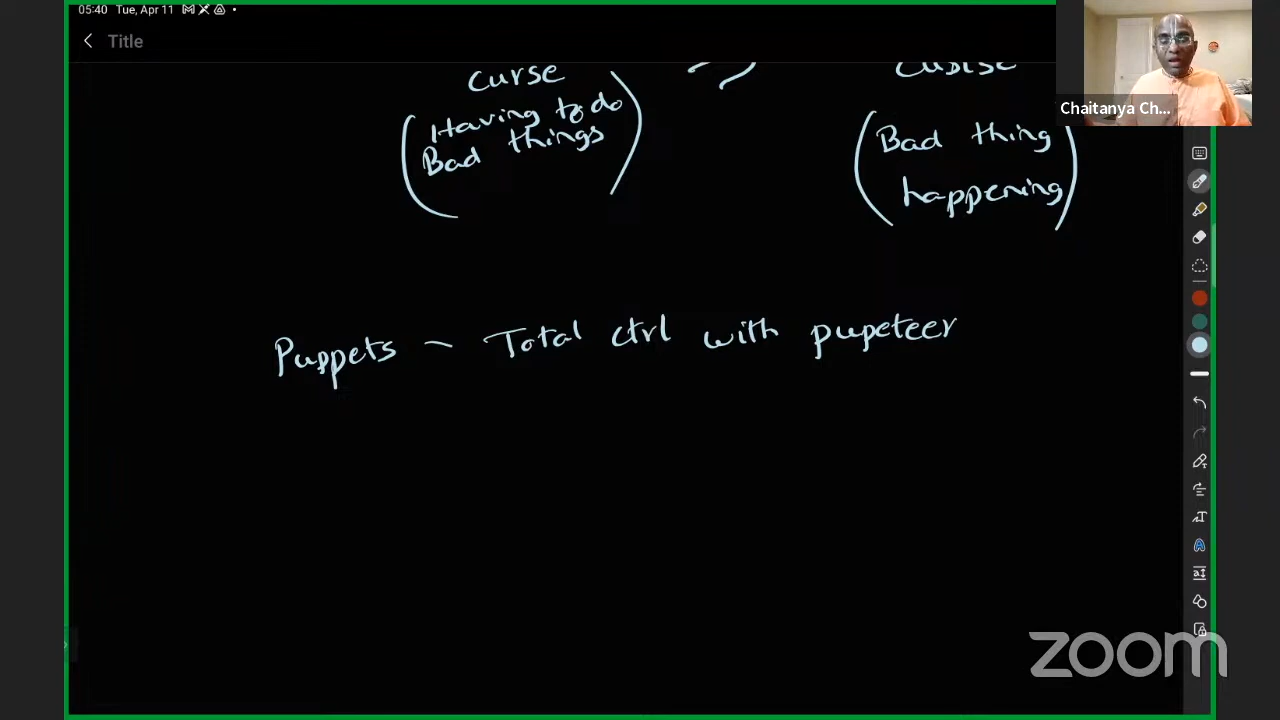 05:40 Tue, Apr 11
Title
Chaitanya Ch...
curse
(Having to do
Bad things)
(Bad thing
happening)
Puppets - Total ctrl with pupeteer
zoom